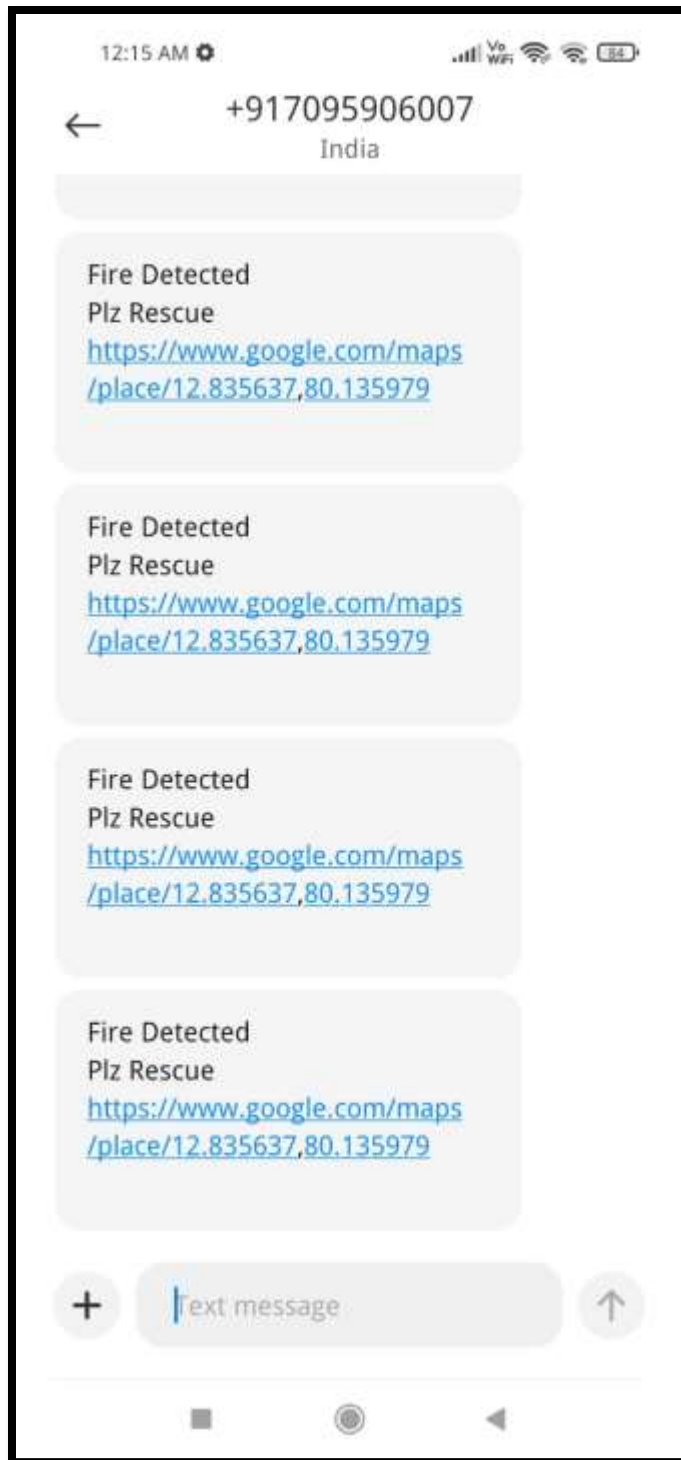 12:15 AM
Vo
WiFi
84
+917095906007
India
Fire Detected
Plz Rescue
https://www.google.com/maps
/place/12.835637,80.135979
Fire Detected
Plz Rescue
https://www.google.com/maps
/place/12.835637,80.135979
Fire Detected
Plz Rescue
https://www.google.com/maps
/place/12.835637,80.135979
Fire Detected
Plz Rescue
https://www.google.com/maps
/place/12.835637,80.135979
Text message